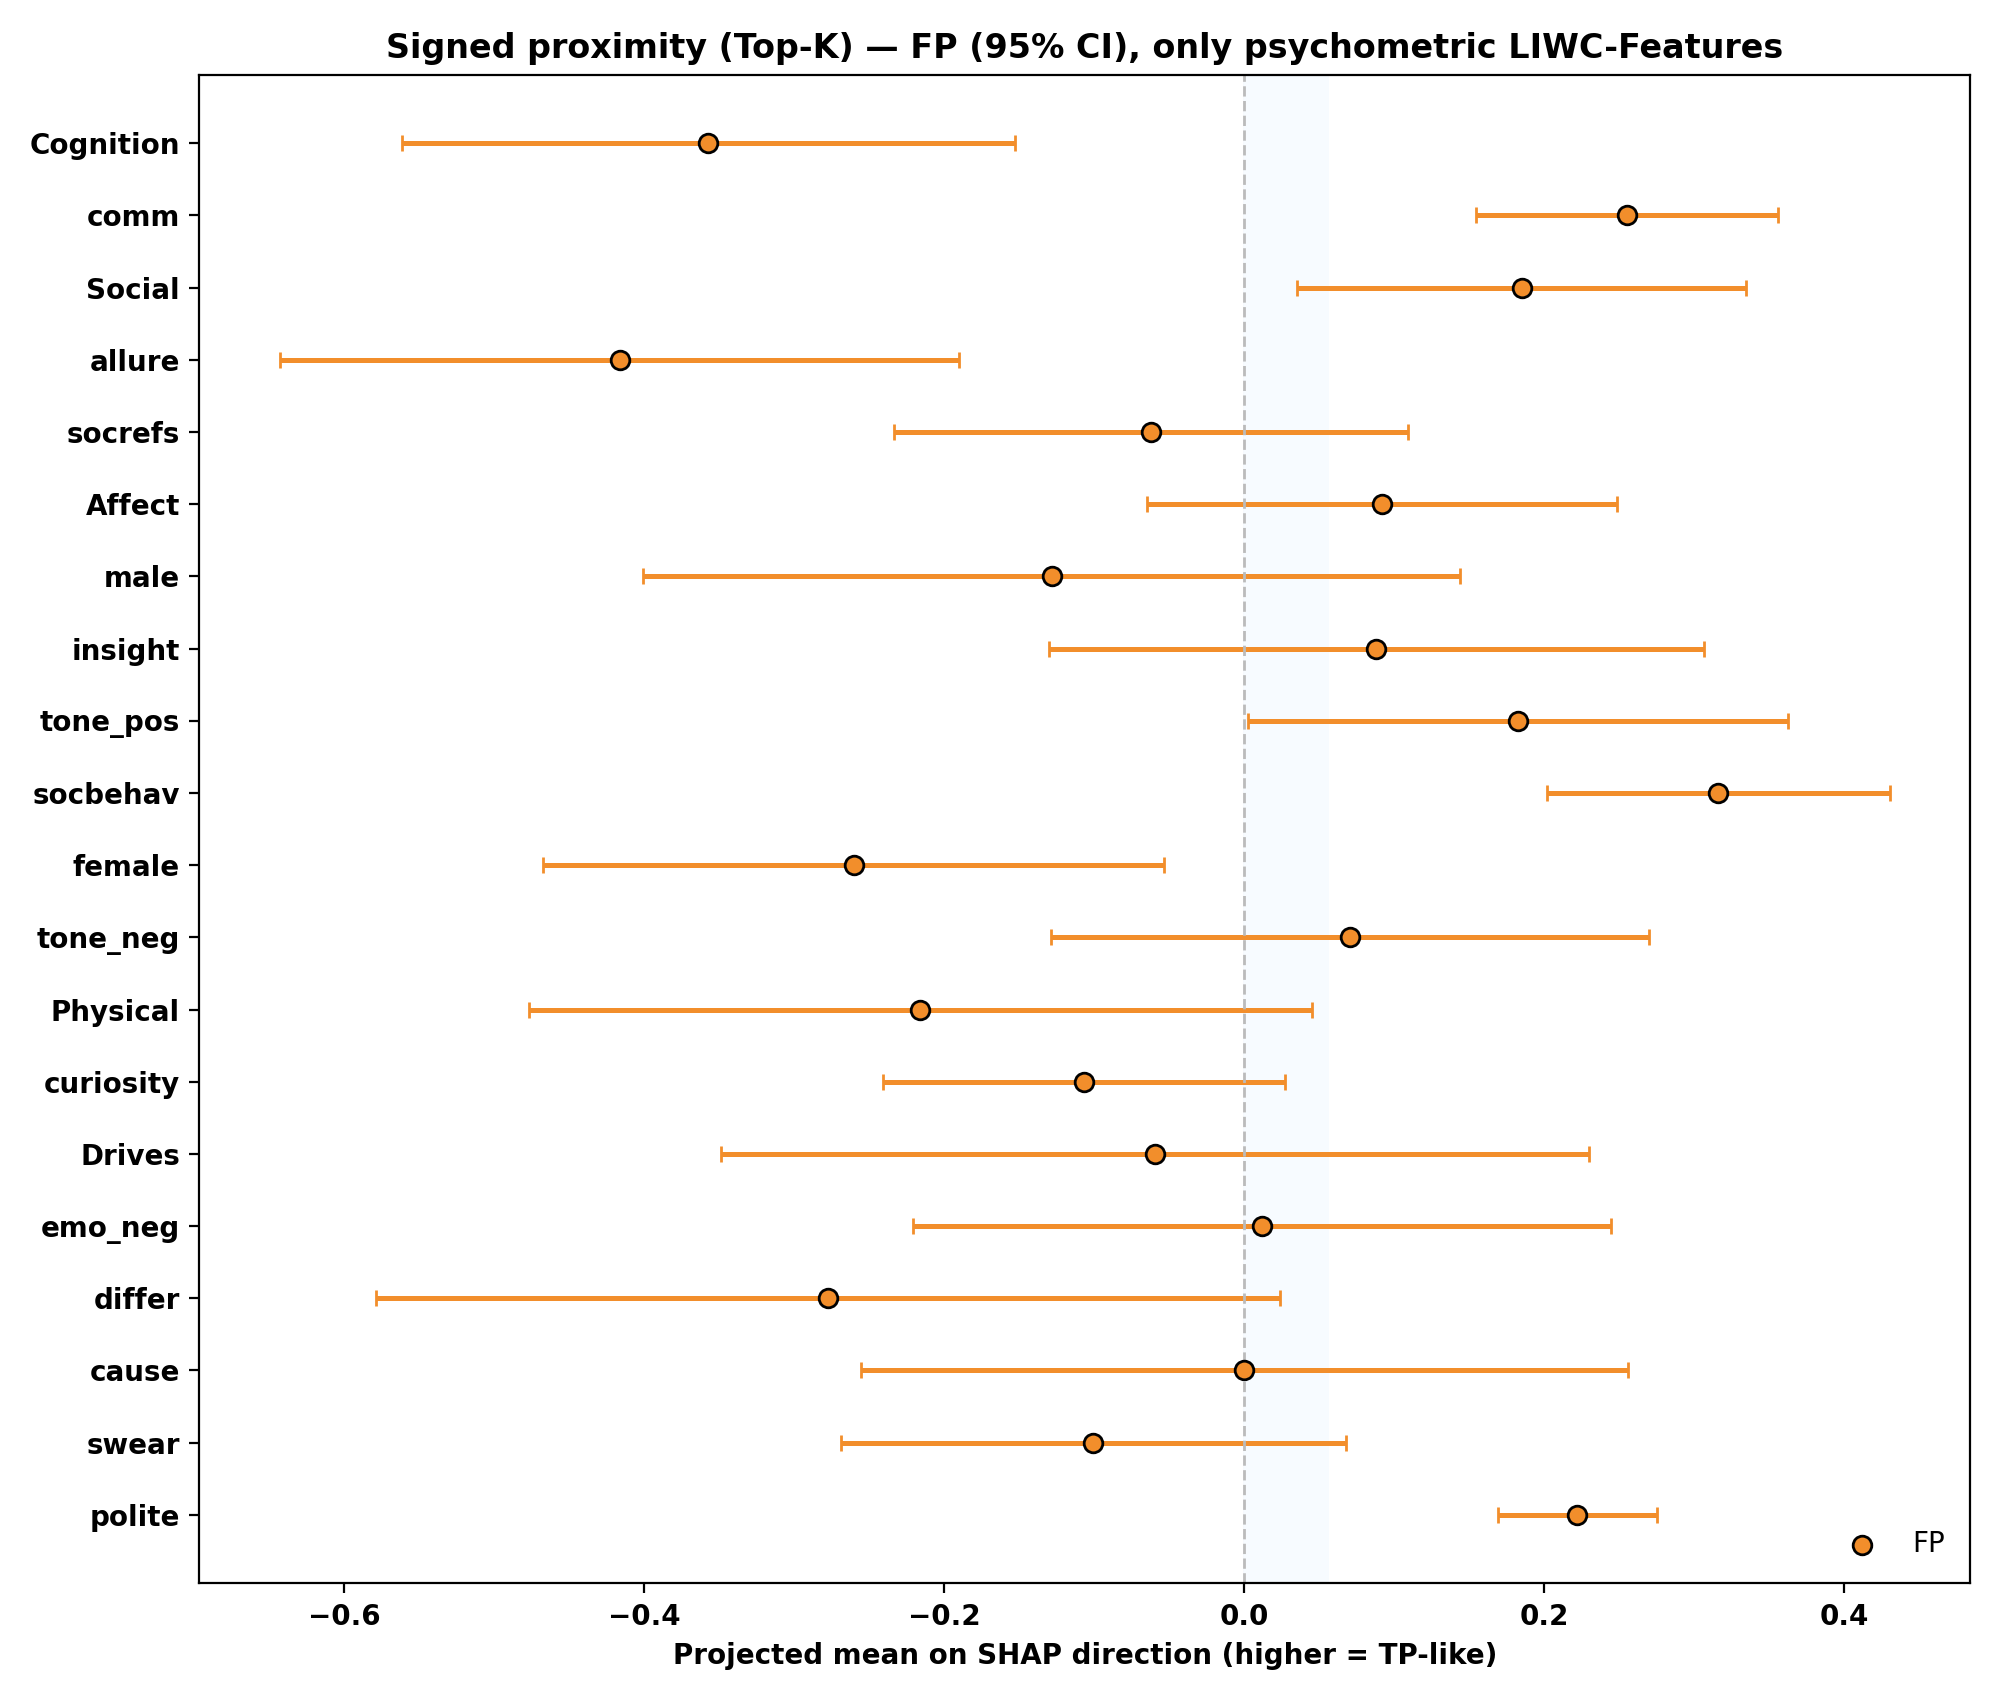 Signed proximity (Top-K) — FP (95% CI), only psychometric LIWC-Features
Cognition
comm
Social
allure
socrefs
Affect
male
insight
tone_pos
socbehav
female
tone_neg
Physical
curiosity
Drives
emo_neg
differ
cause
swear
polite
FP
−0.6 −0.4 −0.2 0.0 0.2 0.4
Projected mean on SHAP direction (higher = TP-like)